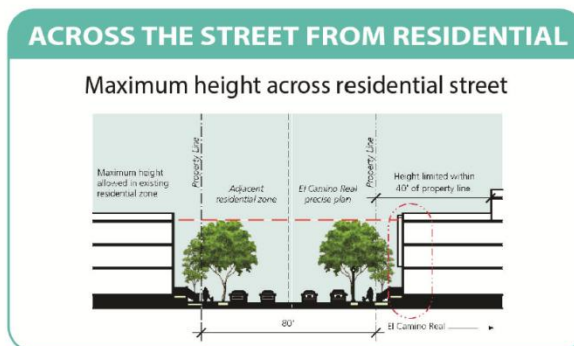 ACROSS THE STREET FROM RESIDENTIAL
Maximum height across residential street
Maximum height
allowed in existing
residential zone
Property Line
Adjacent
residential zone
El Camino Real
precise plan
Property Line
Height limited within
40' of property line
80'
El Camino Real